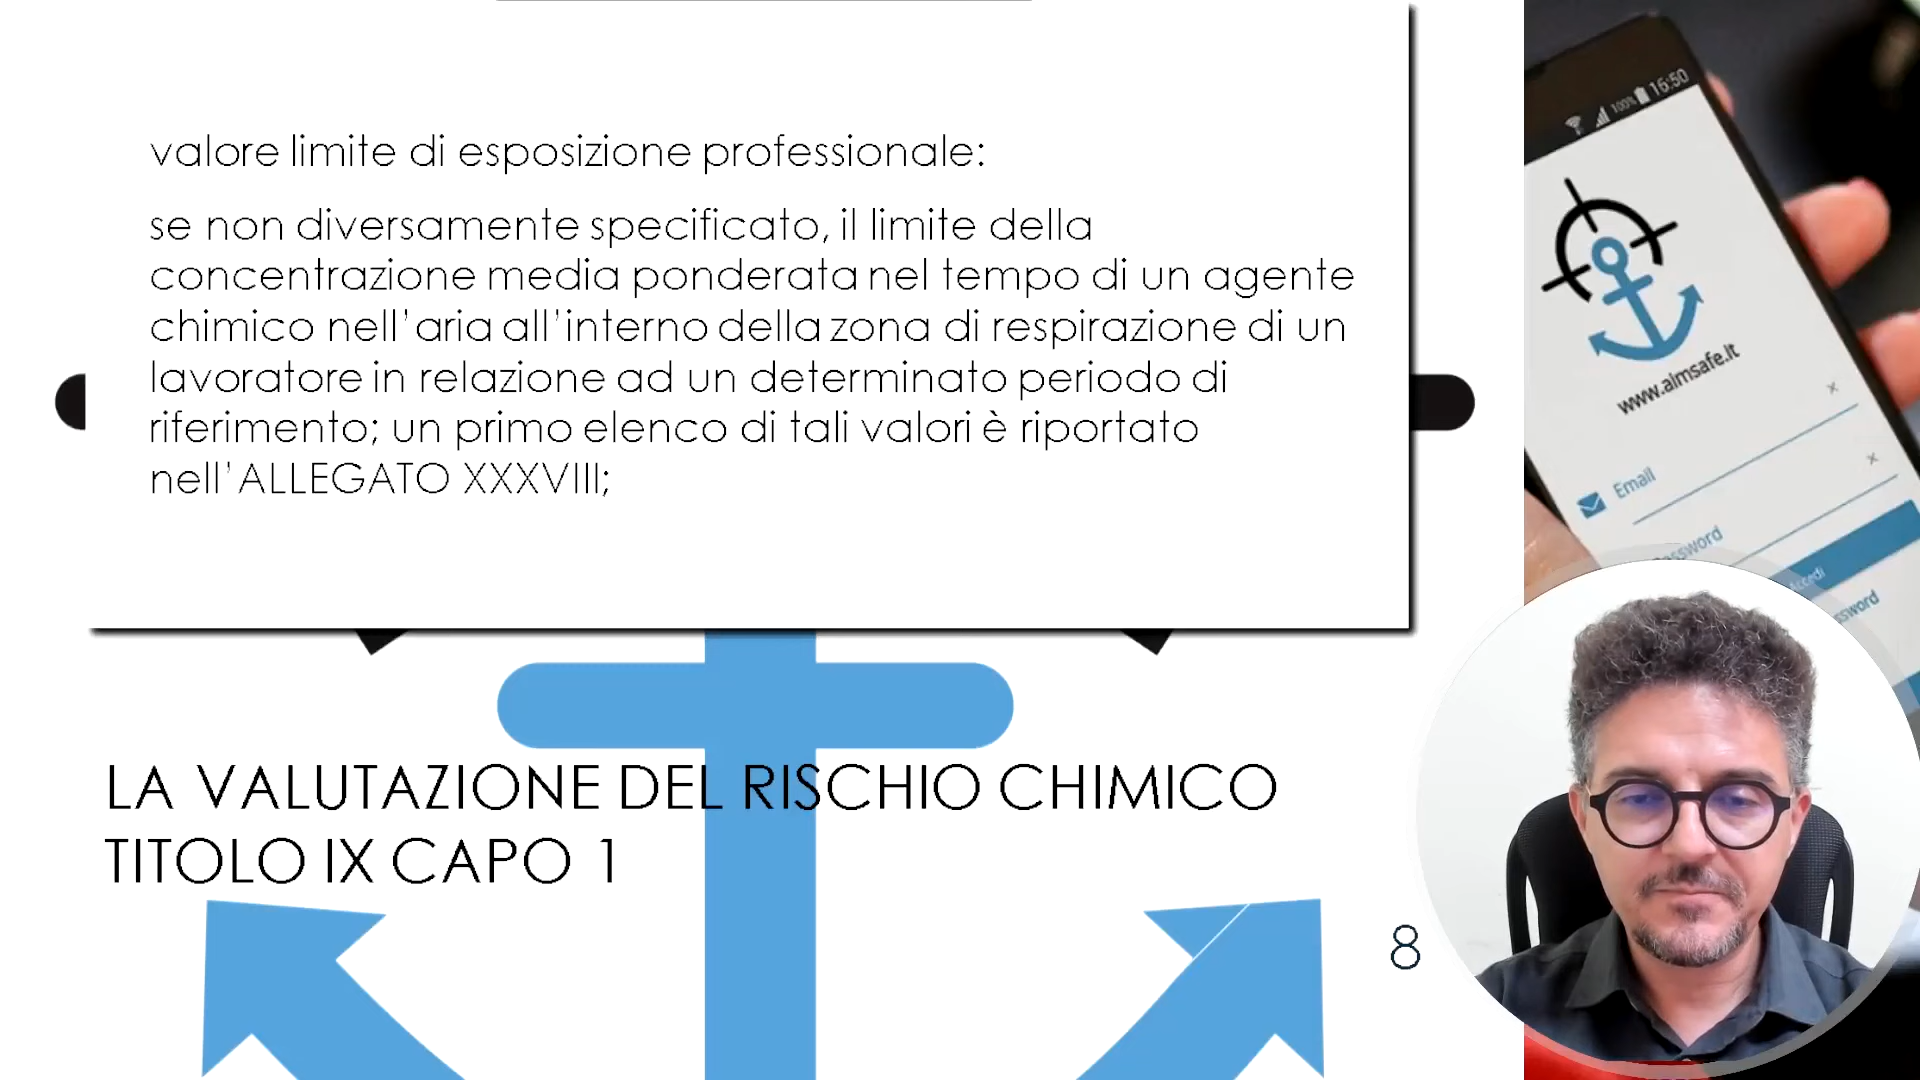 valore limite di esposizione professionale:
se non diversamente specificato, il limite della
concentrazione media ponderata nel tempo di un agente
chimico nell'aria all'interno della zona di respirazione di un
lavoratore in relazione ad un determinato periodo di
riferimento; un primo elenco di tali valori è riportato
nell'ALLEGATO XXXVIII;
LA VALUTAZIONE DEL RISCHIO CHIMICO
TITOLO IX CAPO 1
8
100% 16:50
www.aimsafe.it
Email
Accedi